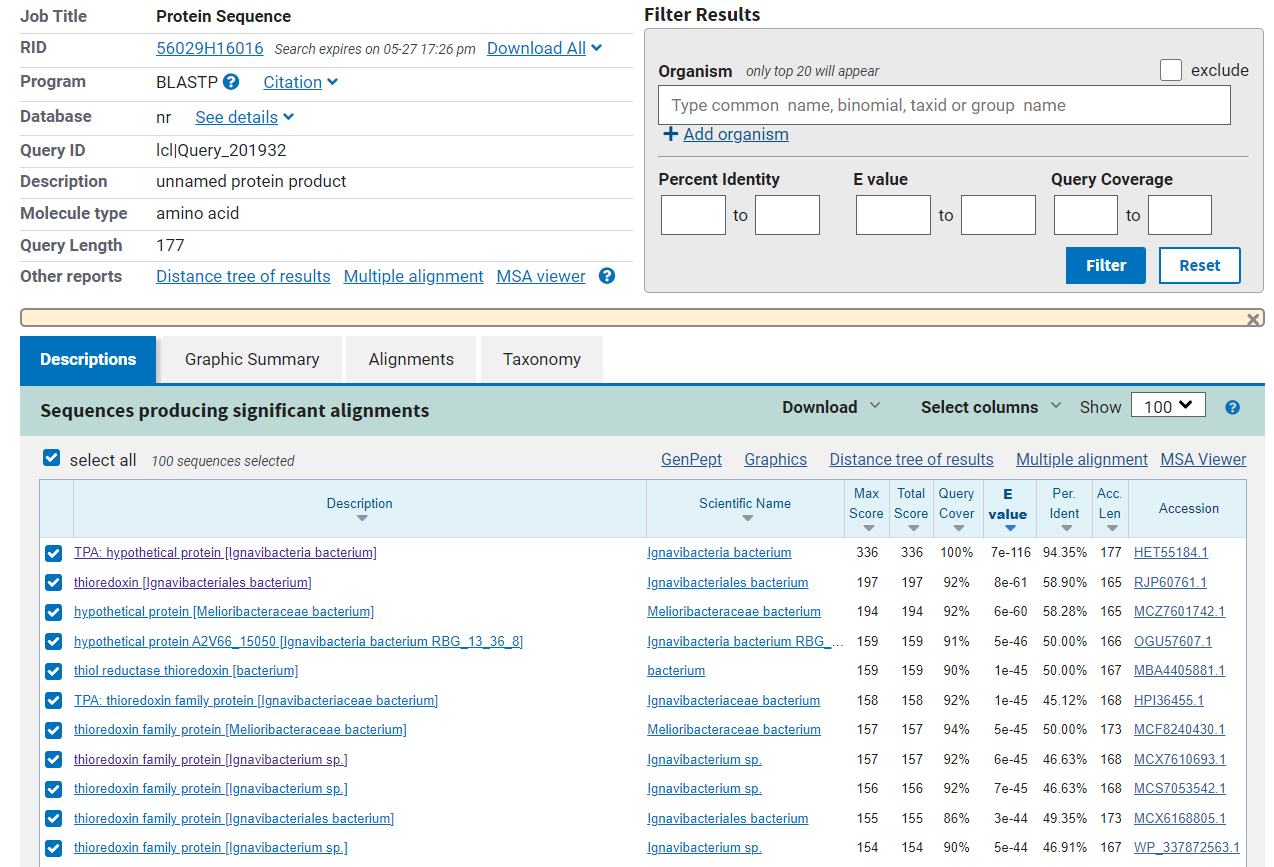 Job Title Protein Sequence
RID 56029H16016 Search expires on 05-27 17:26 pm Download All
Program BLASTP ? Citation
Database nr See details
Query ID lcl|Query_201932
Description unnamed protein product
Molecule type amino acid
Query Length 177
Other reports Distance tree of results Multiple alignment MSA viewer ?
Filter Results
Organism only top 20 will appear exclude
Type common name, binomial, taxid or group name
+ Add organism
Percent Identity E value Query Coverage
to to to
Filter Reset
Descriptions Graphic Summary Alignments Taxonomy
Sequences producing significant alignments Download Select columns Show 100 ?
select all 100 sequences selected GenPept Graphics Distance tree of results Multiple alignment MSA Viewer
Description Scientific Name Max Score Total Score Query Cover E value Per. Ident Acc. Len Accession
TPA: hypothetical protein [Ignavibacteria bacterium] Ignavibacteria bacterium 336 336 100% 7e-116 94.35% 177 HET55184.1
thioredoxin [Ignavibacteriales bacterium] Ignavibacteriales bacterium 197 197 92% 8e-61 58.90% 165 RJP60761.1
hypothetical protein [Melioribacteraceae bacterium] Melioribacteraceae bacterium 194 194 92% 6e-60 58.28% 165 MCZ7601742.1
hypothetical protein A2V66_15050 [Ignavibacteria bacterium RBG_13_36_8] Ignavibacteria bacterium RBG_... 159 159 91% 5e-46 50.00% 166 OGU57607.1
thiol reductase thioredoxin [bacterium] bacterium 159 159 90% 1e-45 50.00% 167 MBA4405881.1
TPA: thioredoxin family protein [Ignavibacteriaceae bacterium] Ignavibacteriaceae bacterium 158 158 92% 1e-45 45.12% 168 HPI36455.1
thioredoxin family protein [Melioribacteraceae bacterium] Melioribacteraceae bacterium 157 157 94% 5e-45 50.00% 173 MCF8240430.1
thioredoxin family protein [Ignavibacterium sp.] Ignavibacterium sp. 157 157 92% 6e-45 46.63% 168 MCX7610693.1
thioredoxin family protein [Ignavibacterium sp.] Ignavibacterium sp. 156 156 92% 7e-45 46.63% 168 MCS7053542.1
thioredoxin family protein [Ignavibacteriales bacterium] Ignavibacteriales bacterium 155 155 86% 3e-44 49.35% 173 MCX6168805.1
thioredoxin family protein [Ignavibacterium sp.] Ignavibacterium sp. 154 154 90% 5e-44 46.91% 167 WP_337872563.1